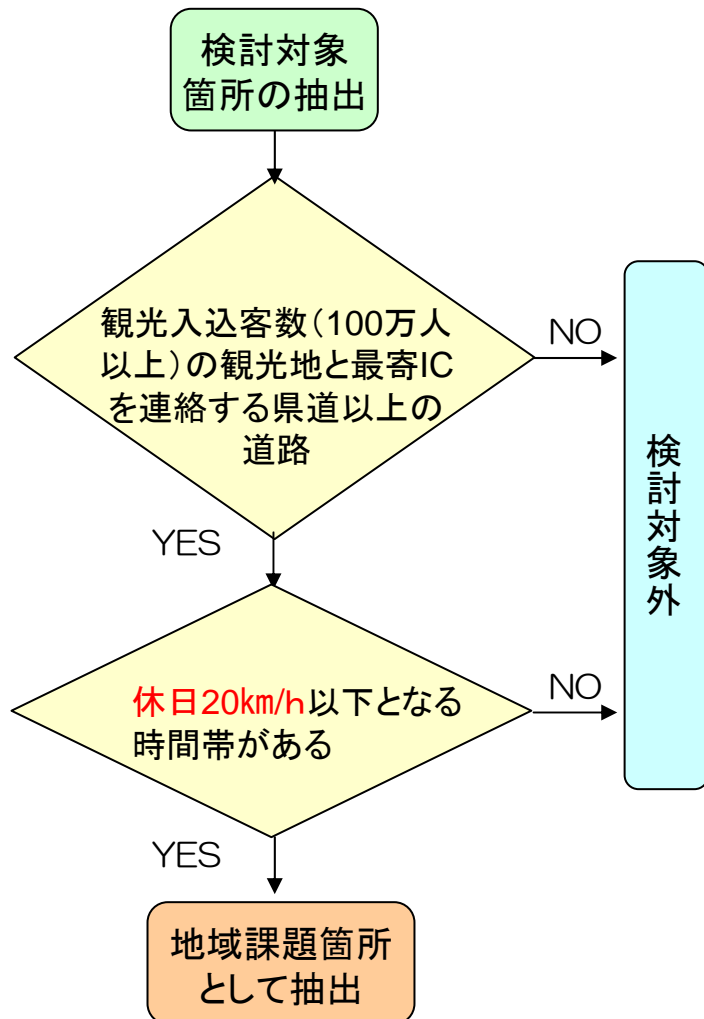 検討対象
箇所の抽出
観光入込客数（100万人
以上）の観光地と最寄IC
を連絡する県道以上の
道路
NO
YES
休日20㎞/h以下となる
時間帯がある
NO
YES
検討対象外
地域課題箇所
として抽出